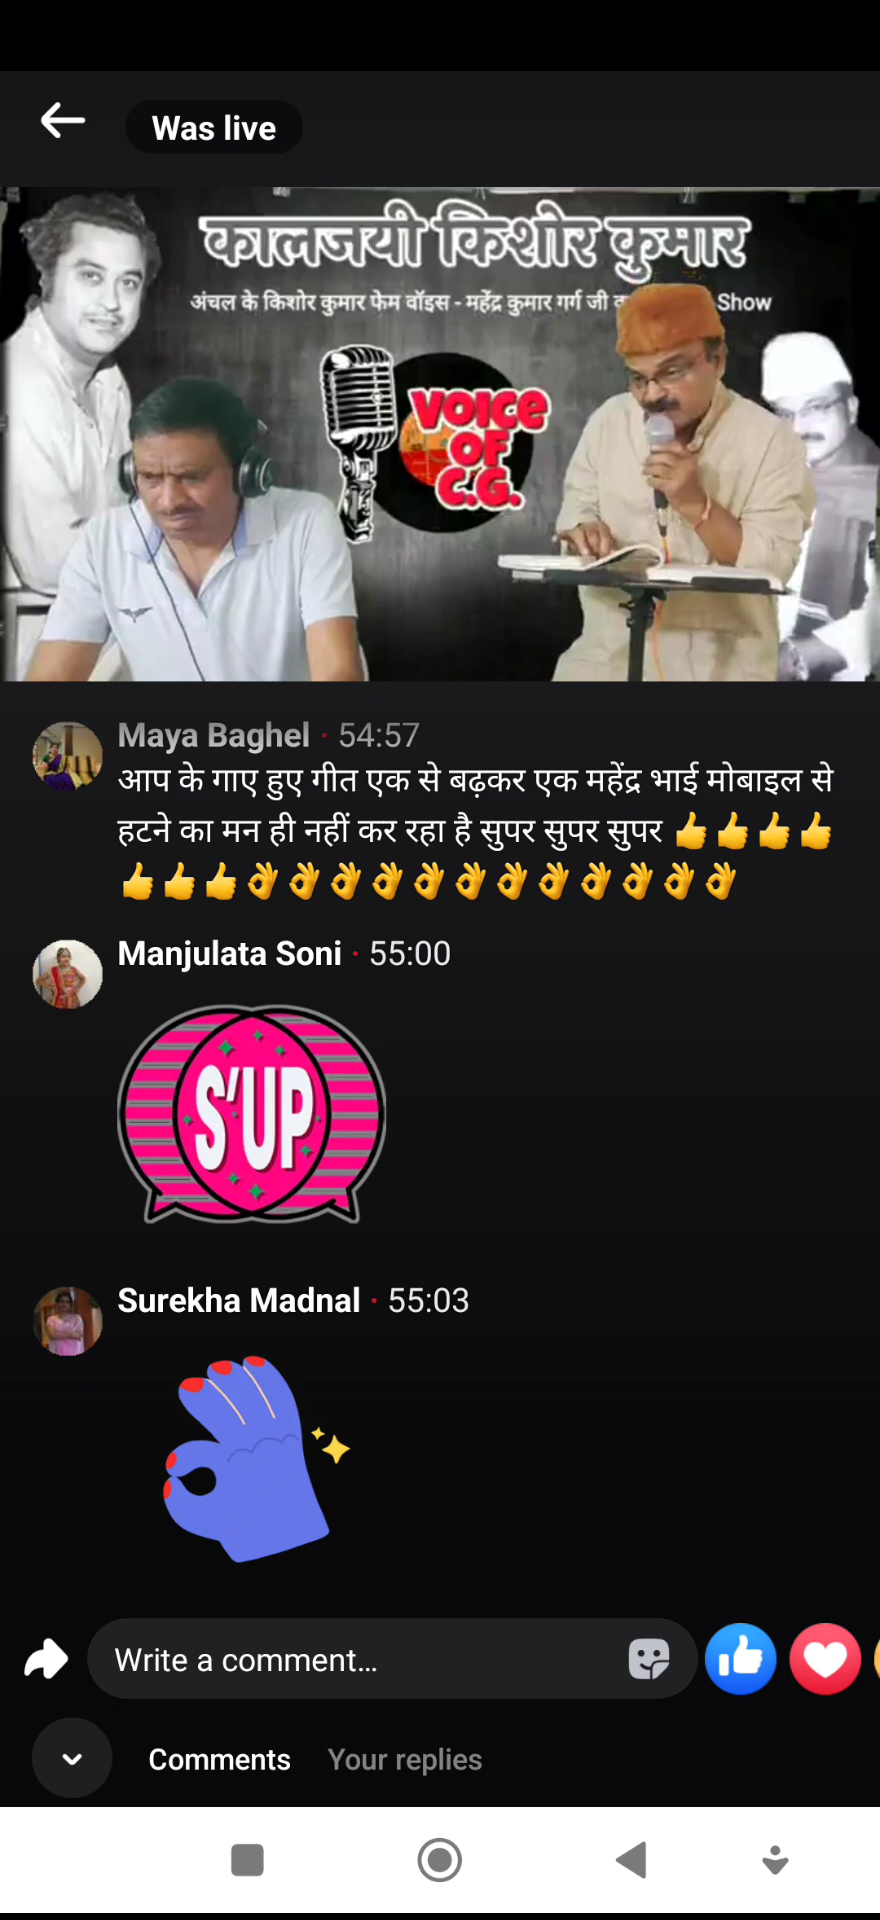 Was live
कालजयी किशोर कुमार
अंचल के किशोर कुमार फेम वॉइस - महेंद्र कुमार गर्ग जी
Show
VOICE
OF
C.G.
Maya Baghel · 54:57
आप के गाए हुए गीत एक से बढ़कर एक महेंद्र भाई मोबाइल से
हटने का मन ही नहीं कर रहा है सुपर सुपर सुपर 👍👍👍👍
👍👍👍👌👌👌👌👌👌👌👌👌👌👌👌
Manjulata Soni · 55:00
S'UP
Surekha Madnal · 55:03
Write a comment...
Comments
Your replies